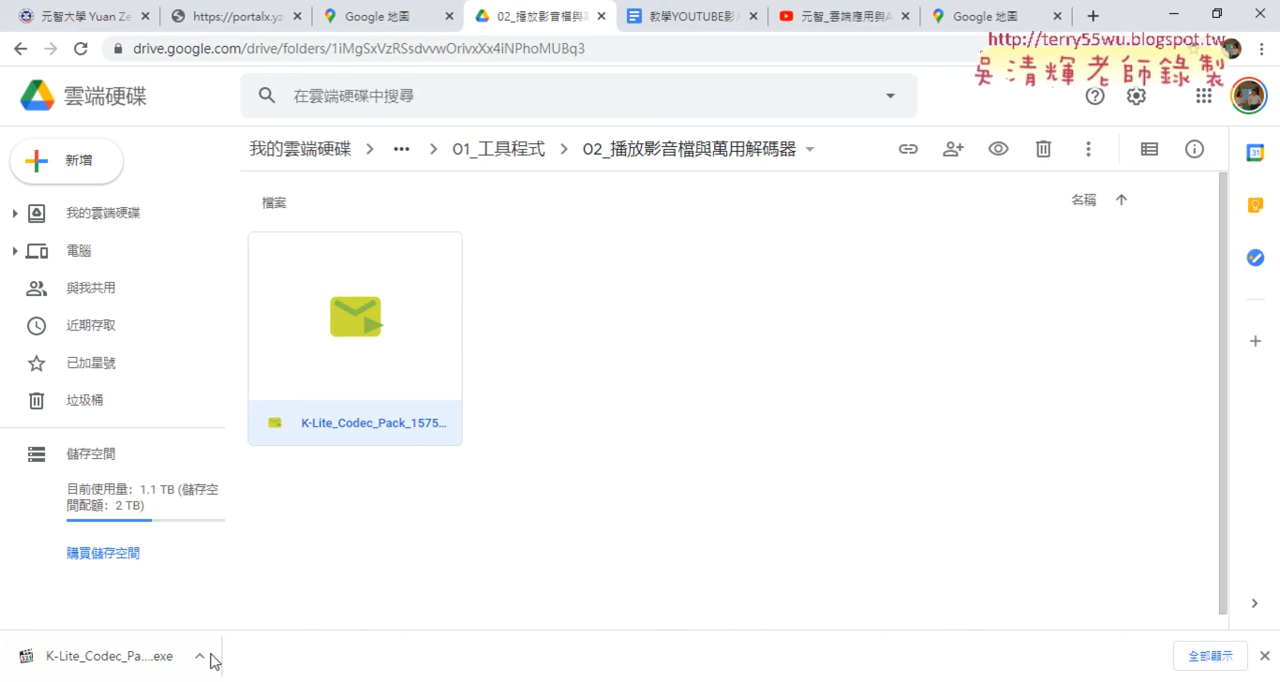 元智大學 Yuan Ze
https://portalx.yz
Google 地圖
02_播放影音檔與
教學YOUTUBE影
元智_雲端應用與A
Google 地圖
drive.google.com/drive/folders/1iMgSxVzRSsdvvwOrivxXx4iNPhoMUBq3
http://terry55wu.blogspot.tw
吳清輝老師錄製
雲端硬碟
在雲端硬碟中搜尋
新增
我的雲端硬碟
01_工具程式
02_播放影音檔與萬用解碼器
檔案
名稱
我的雲端硬碟
電腦
與我共用
近期存取
已加星號
垃圾桶
儲存空間
目前使用量：1.1 TB (儲存空
間配額：2 TB)
購買儲存空間
K-Lite_Codec_Pack_1575...
K-Lite_Codec_Pa....exe
全部顯示
31